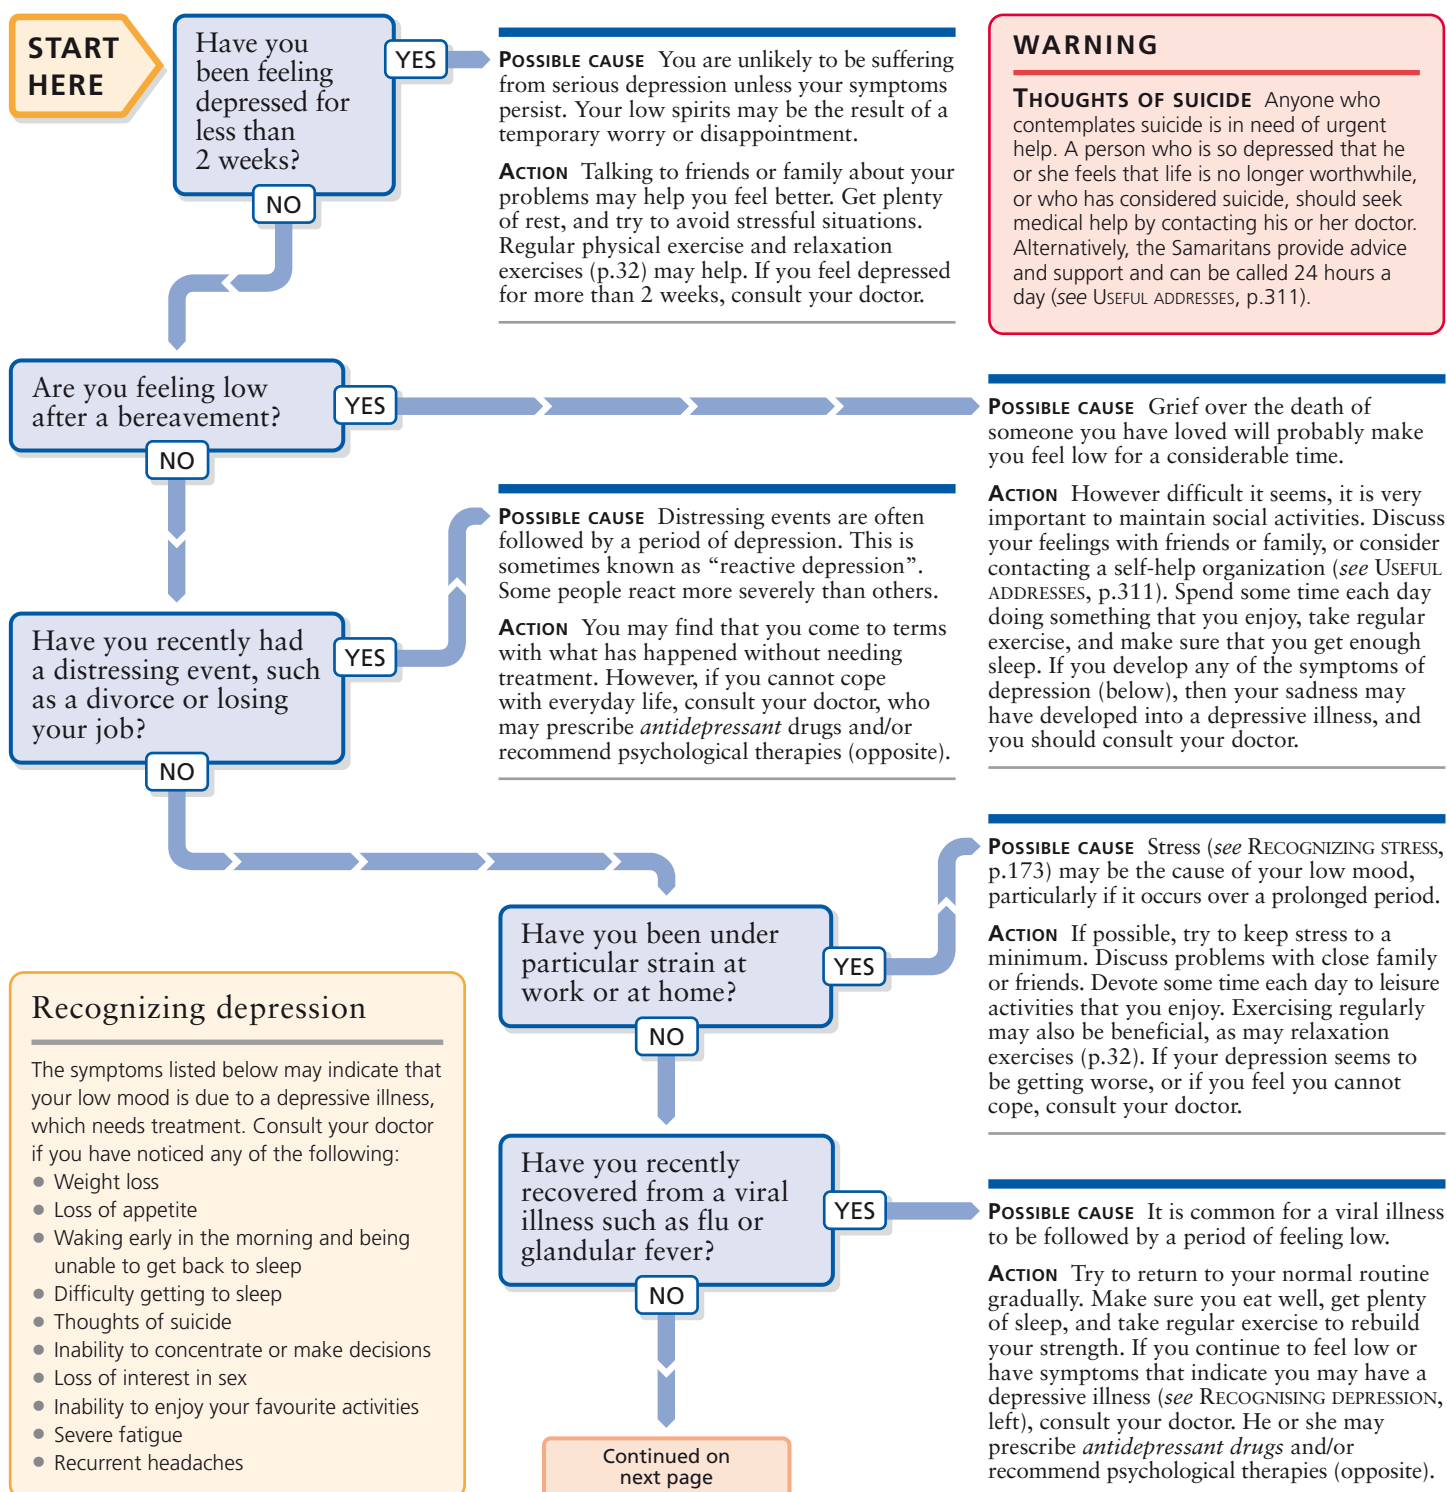 START
HERE
Have you
been feeling
depressed for
less than
2 weeks?
YES
NO
POSSIBLE CAUSE You are unlikely to be suffering
from serious depression unless your symptoms
persist. Your low spirits may be the result of a
temporary worry or disappointment.
ACTION Talking to friends or family about your
problems may help you feel better. Get plenty
of rest, and try to avoid stressful situations.
Regular physical exercise and relaxation
exercises (p.32) may help. If you feel depressed
for more than 2 weeks, consult your doctor.
WARNING
THOUGHTS OF SUICIDE Anyone who
contemplates suicide is in need of urgent
help. A person who is so depressed that he
or she feels that life is no longer worthwhile,
or who has considered suicide, should seek
medical help by contacting his or her doctor.
Alternatively, the Samaritans provide advice
and support and can be called 24 hours a
day (see USEFUL ADDRESSES, p.311).
Are you feeling low
after a bereavement?
YES
NO
POSSIBLE CAUSE Grief over the death of
someone you have loved will probably make
you feel low for a considerable time.
ACTION However difficult it seems, it is very
important to maintain social activities. Discuss
your feelings with friends or family, or consider
contacting a self-help organization (see USEFUL
ADDRESSES, p.311). Spend some time each day
doing something that you enjoy, take regular
exercise, and make sure that you get enough
sleep. If you develop any of the symptoms of
depression (below), then your sadness may
have developed into a depressive illness, and
you should consult your doctor.
Have you recently had
a distressing event, such
as a divorce or losing
your job?
YES
NO
POSSIBLE CAUSE Distressing events are often
followed by a period of depression. This is
sometimes known as “reactive depression”.
Some people react more severely than others.
ACTION You may find that you come to terms
with what has happened without needing
treatment. However, if you cannot cope
with everyday life, consult your doctor, who
may prescribe antidepressant drugs and/or
recommend psychological therapies (opposite).
Have you been under
particular strain at
work or at home?
YES
NO
POSSIBLE CAUSE Stress (see RECOGNIZING STRESS,
p.173) may be the cause of your low mood,
particularly if it occurs over a prolonged period.
ACTION If possible, try to keep stress to a
minimum. Discuss problems with close family
or friends. Devote some time each day to leisure
activities that you enjoy. Exercising regularly
may also be beneficial, as may relaxation
exercises (p.32). If your depression seems to
be getting worse, or if you feel you cannot
cope, consult your doctor.
Recognizing depression
The symptoms listed below may indicate that
your low mood is due to a depressive illness,
which needs treatment. Consult your doctor
if you have noticed any of the following:
• Weight loss
• Loss of appetite
• Waking early in the morning and being
unable to get back to sleep
• Difficulty getting to sleep
• Thoughts of suicide
• Inability to concentrate or make decisions
• Loss of interest in sex
• Inability to enjoy your favourite activities
• Severe fatigue
• Recurrent headaches
Have you recently
recovered from a viral
illness such as flu or
glandular fever?
YES
NO
POSSIBLE CAUSE It is common for a viral illness
to be followed by a period of feeling low.
ACTION Try to return to your normal routine
gradually. Make sure you eat well, get plenty
of sleep, and take regular exercise to rebuild
your strength. If you continue to feel low or
have symptoms that indicate you may have a
depressive illness (see RECOGNISING DEPRESSION,
left), consult your doctor. He or she may
prescribe antidepressant drugs and/or
recommend psychological therapies (opposite).
Continued on
next page